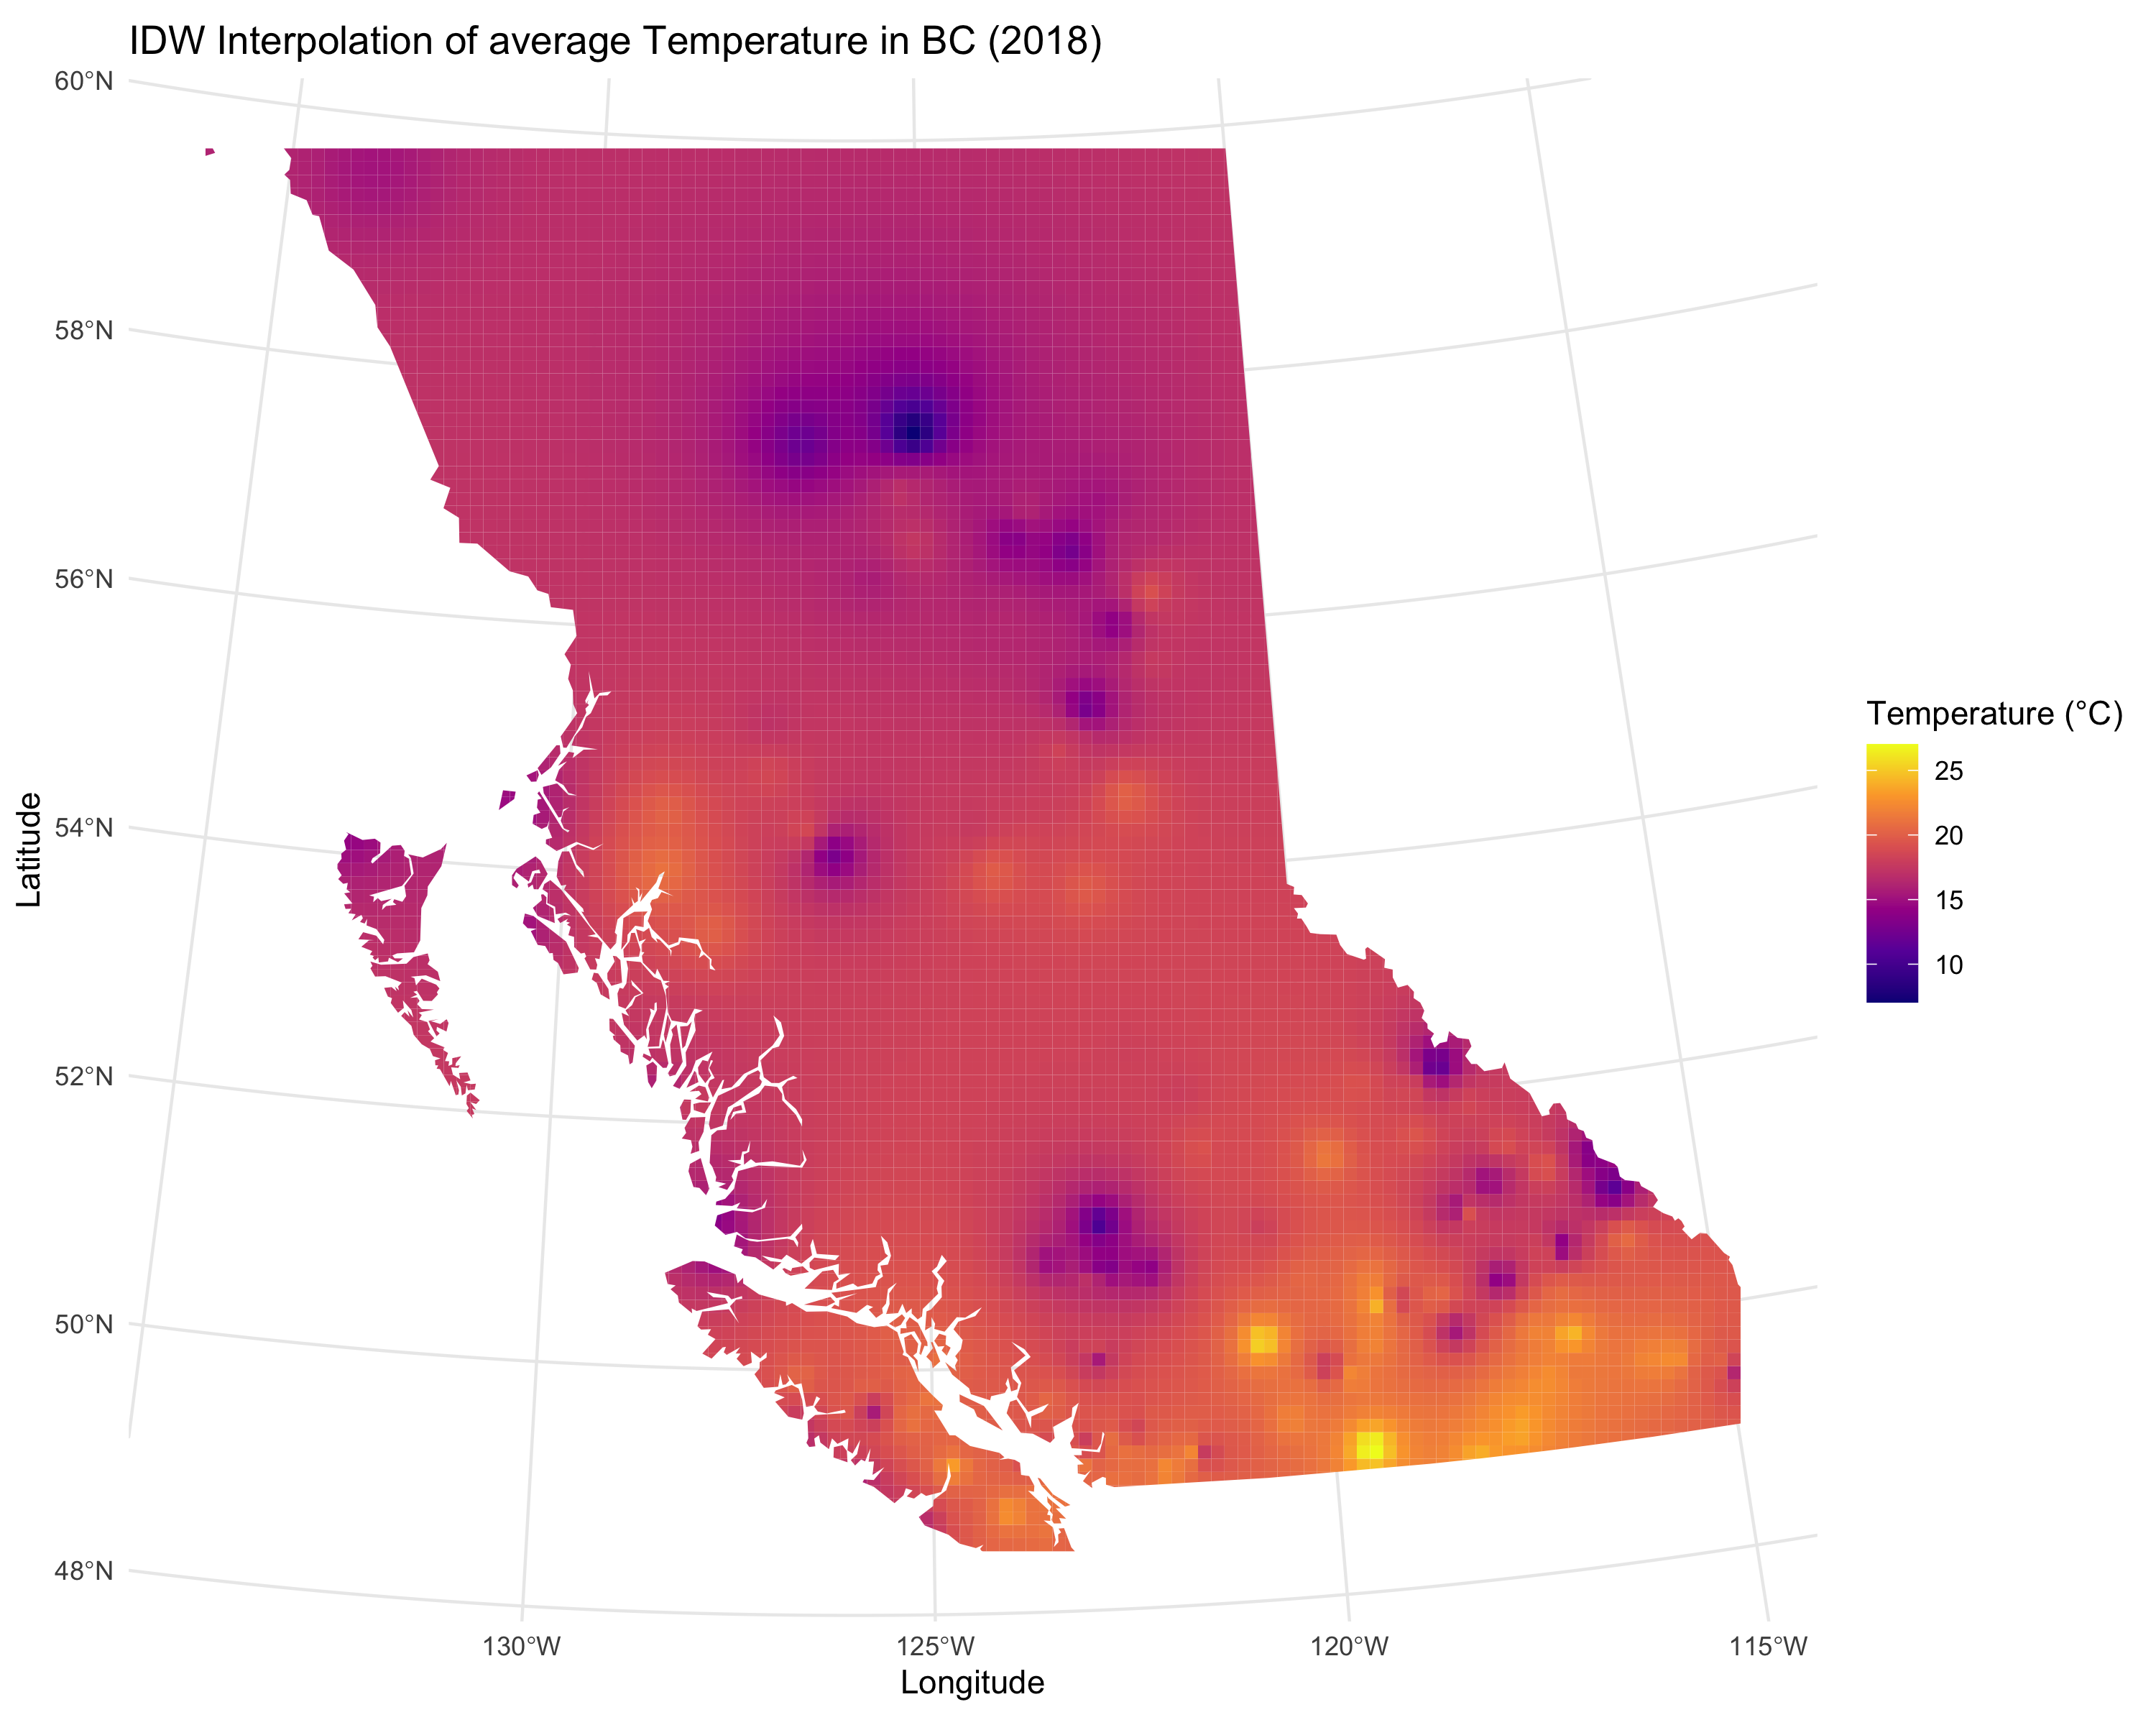 IDW Interpolation of average Temperature in BC (2018)
60°N
58°N
56°N
54°N
52°N
50°N
48°N
Latitude
130°W
125°W
120°W
115°W
Longitude
Temperature (°C)
25
20
15
10